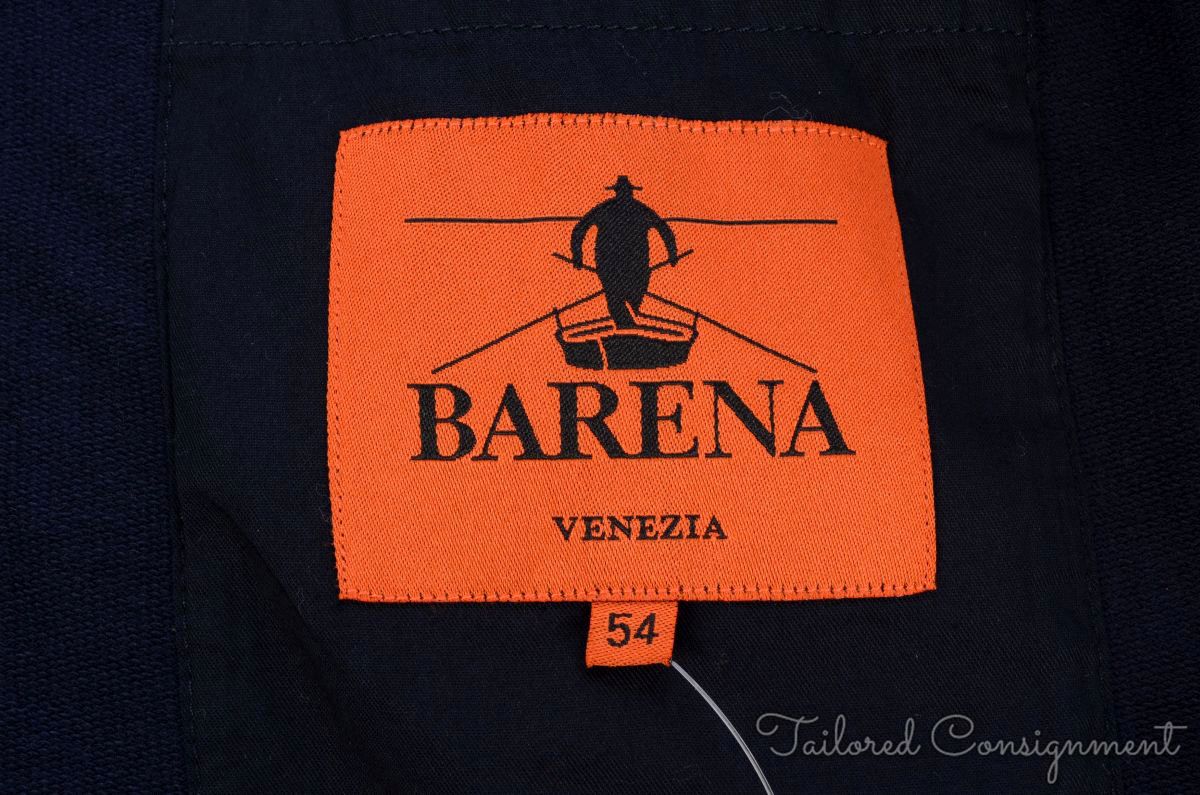 BARENA
VENEZIA
54
Tailored Consignment